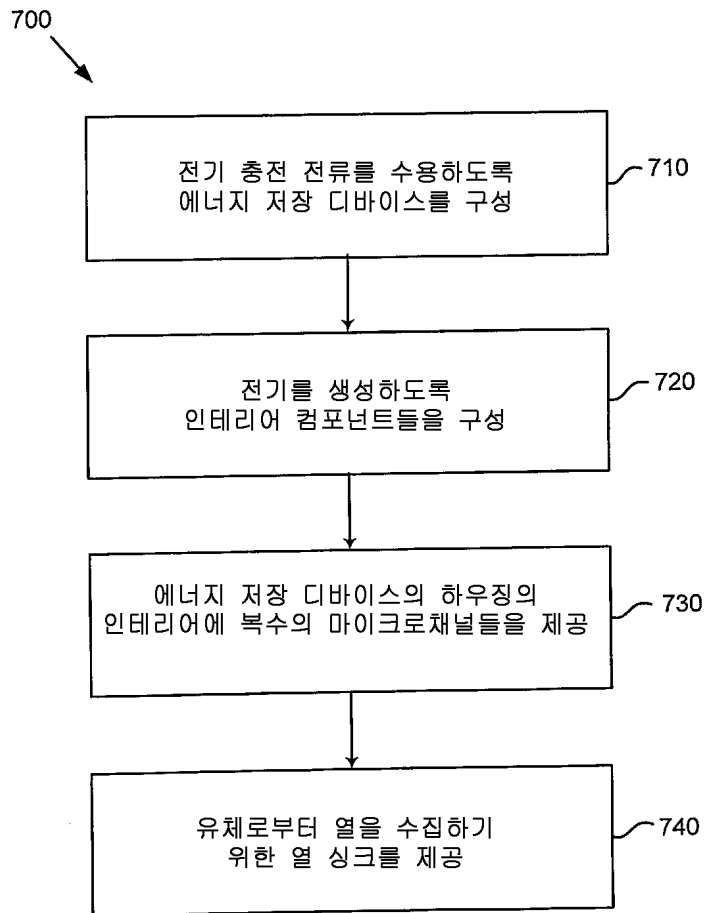 700
전기 충전 전류를 수용하도록
에너지 저장 디바이스를 구성
710
전기를 생성하도록
인테리어 컴포넌트들을 구성
720
에너지 저장 디바이스의 하우징의
인테리어에 복수의 마이크로채널들을 제공
730
유체로부터 열을 수집하기
위한 열 싱크를 제공
740